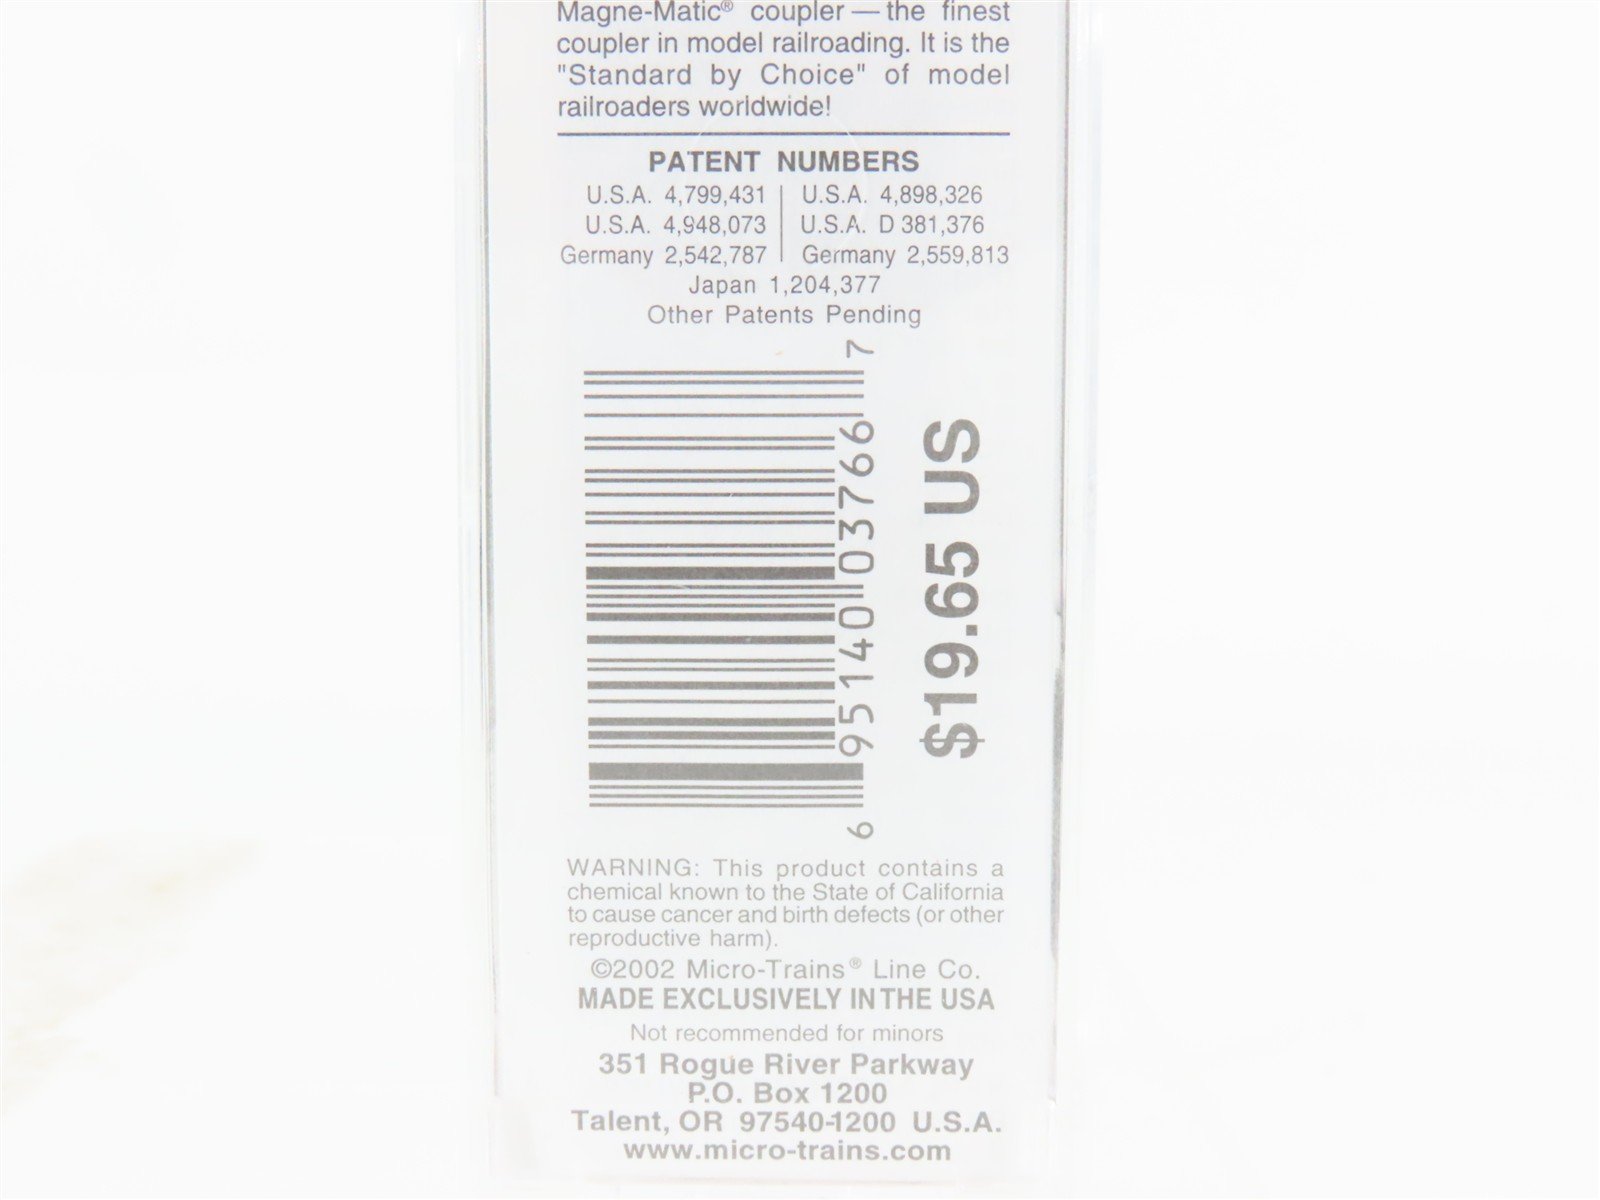 Magne-Matic® coupler — the finest
coupler in model railroading. It is the
"Standard by Choice" of model
railroaders worldwide!
PATENT NUMBERS
U.S.A. 4,799,431 | U.S.A. 4,898,326
U.S.A. 4,948,073 | U.S.A. D 381,376
Germany 2,542,787 | Germany 2,559,813
Japan 1,204,377
Other Patents Pending
6 95140 03766 7
$19.65 US
WARNING: This product contains a
chemical known to the State of California
to cause cancer and birth defects (or other
reproductive harm).
©2002 Micro-Trains® Line Co.
MADE EXCLUSIVELY IN THE USA
Not recommended for minors
351 Rogue River Parkway
P.O. Box 1200
Talent, OR 97540-1200 U.S.A.
www.micro-trains.com